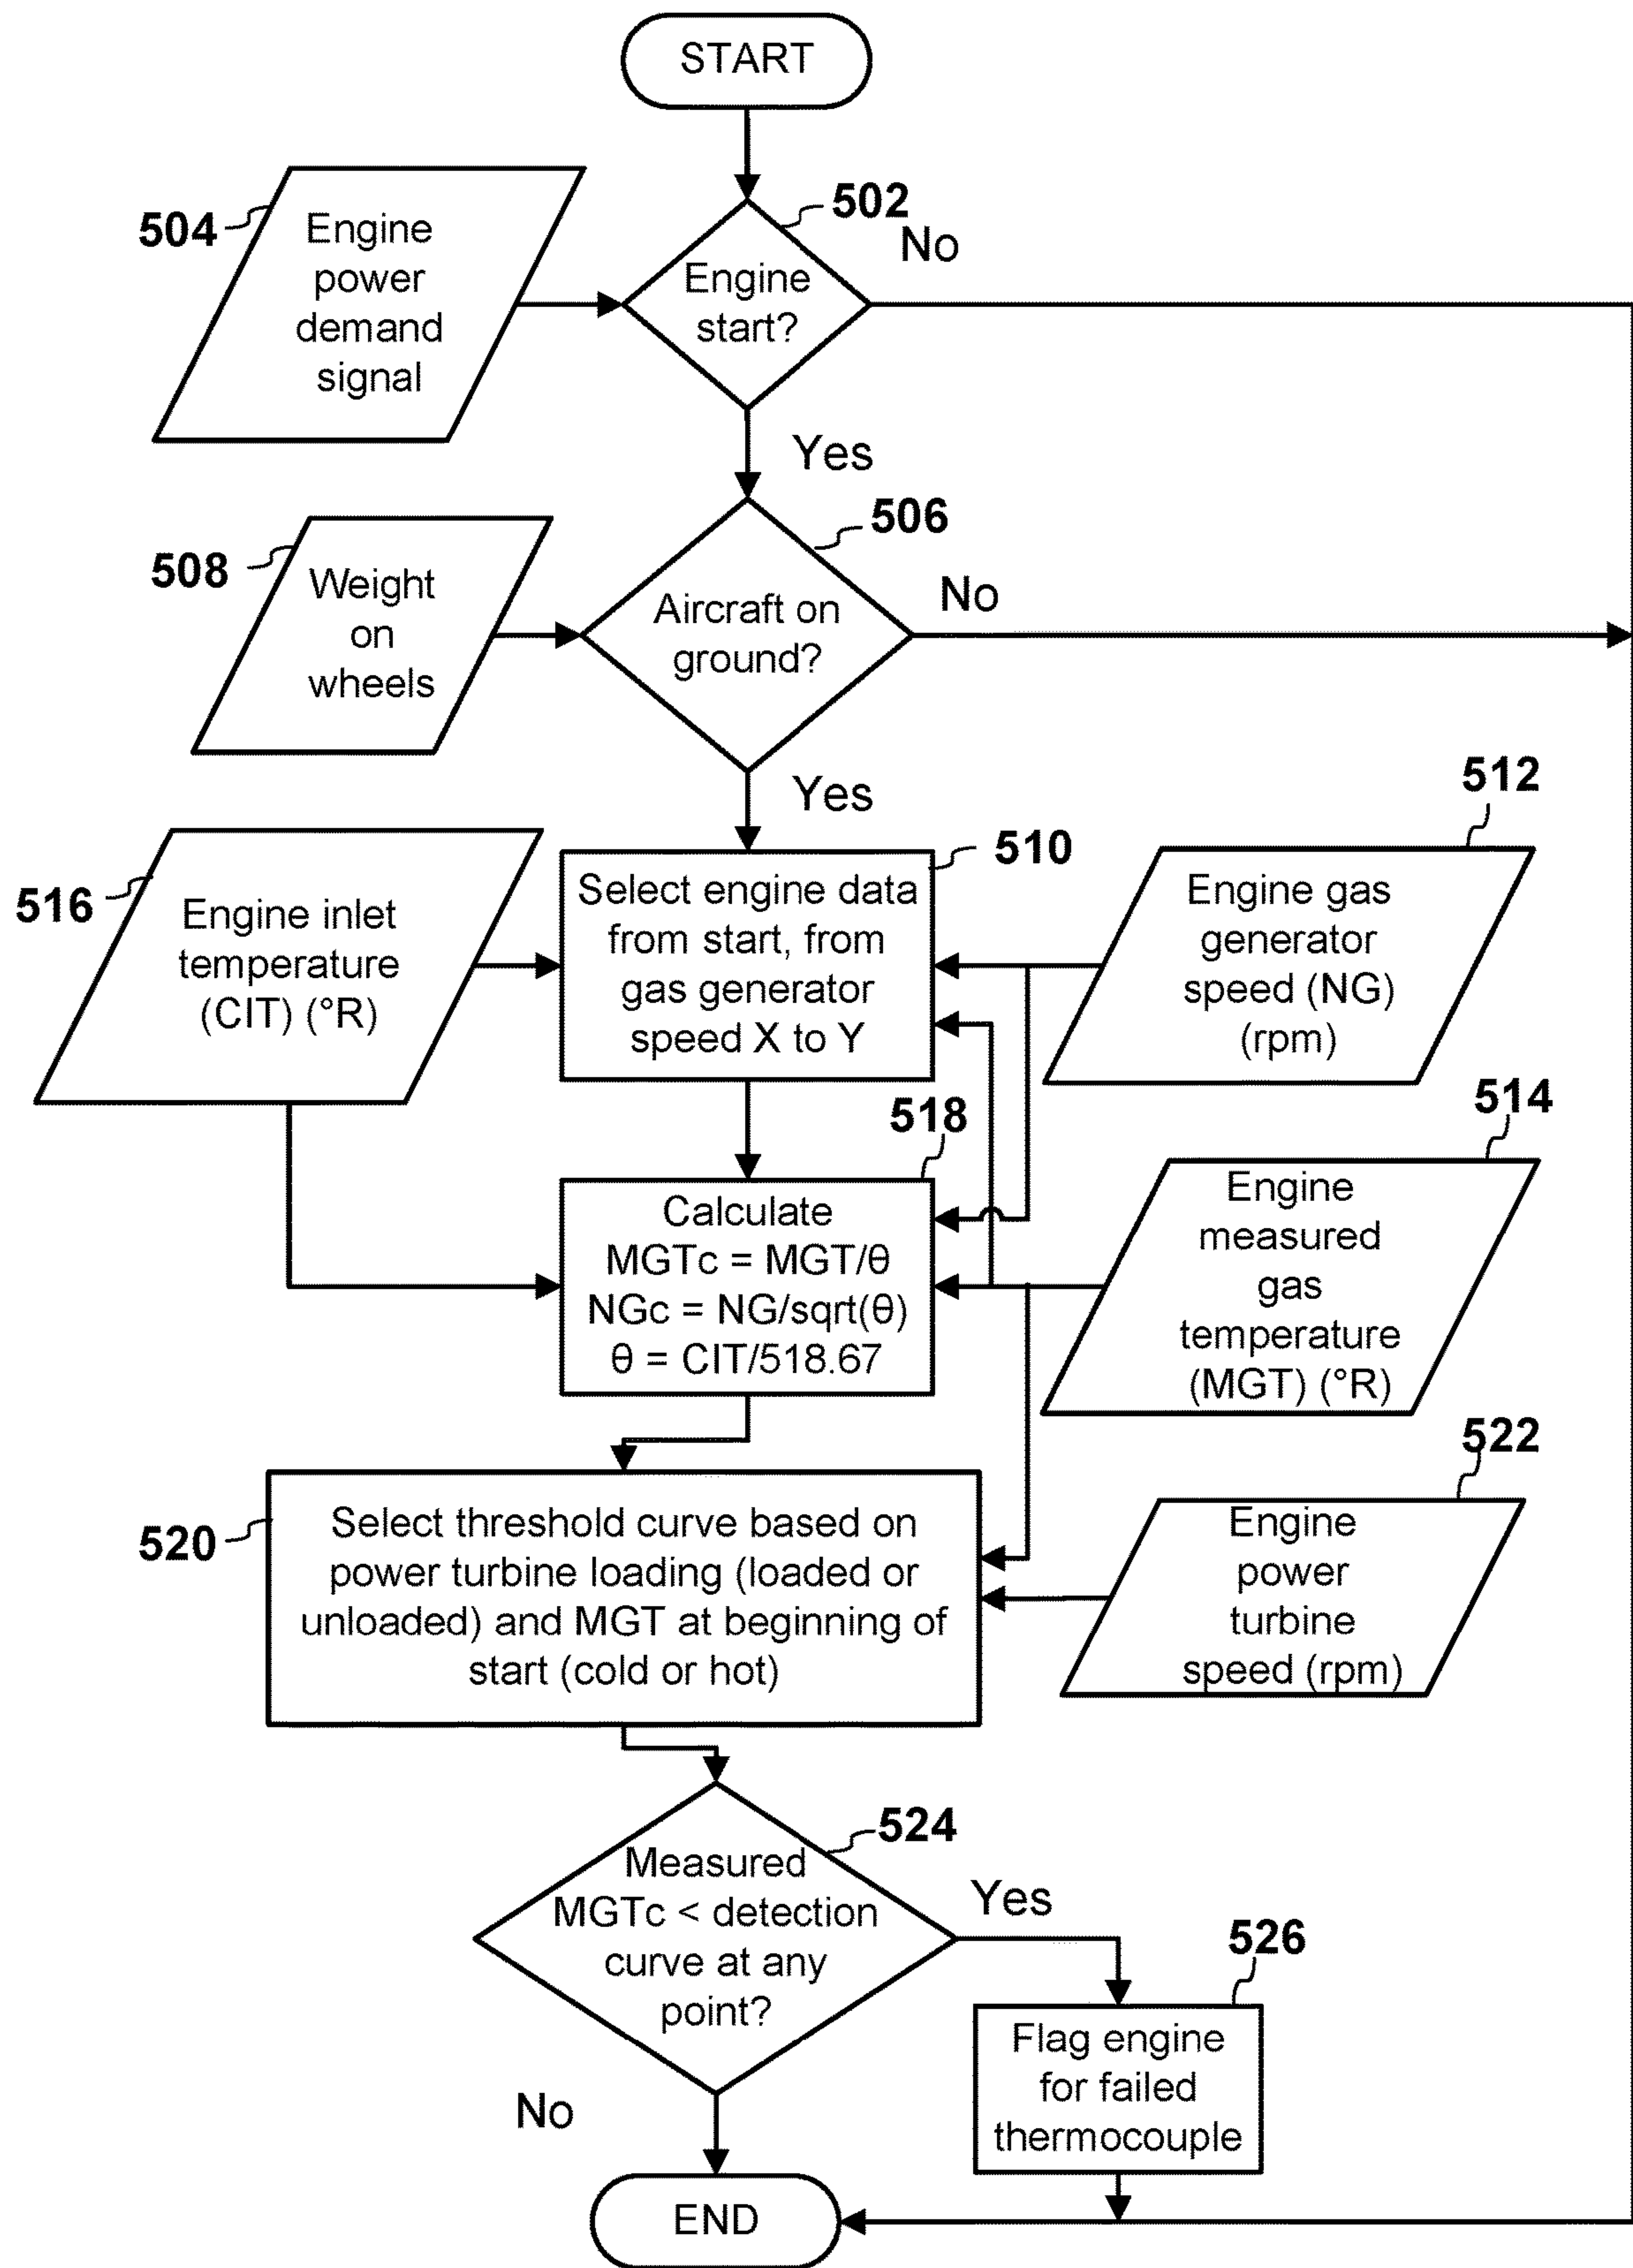 START
502
504
Engine
power
demand
signal
Engine
start?
No
Yes
506
508
Weight
on
wheels
Aircraft on
ground?
No
Yes
512
510
516
Engine inlet
temperature
(CIT) (°R)
Select engine data
from start, from
gas generator
speed X to Y
Engine gas
generator
speed (NG)
(rpm)
514
518
Calculate
MGTc = MGT/θ
NGc = NG/sqrt(θ)
θ = CIT/518.67
Engine
measured
gas
temperature
(MGT) (°R)
522
520
Select threshold curve based on
power turbine loading (loaded or
unloaded) and MGT at beginning of
start (cold or hot)
Engine
power
turbine
speed (rpm)
524
Measured
MGTc < detection
curve at any
point?
Yes
526
Flag engine
for failed
thermocouple
No
END